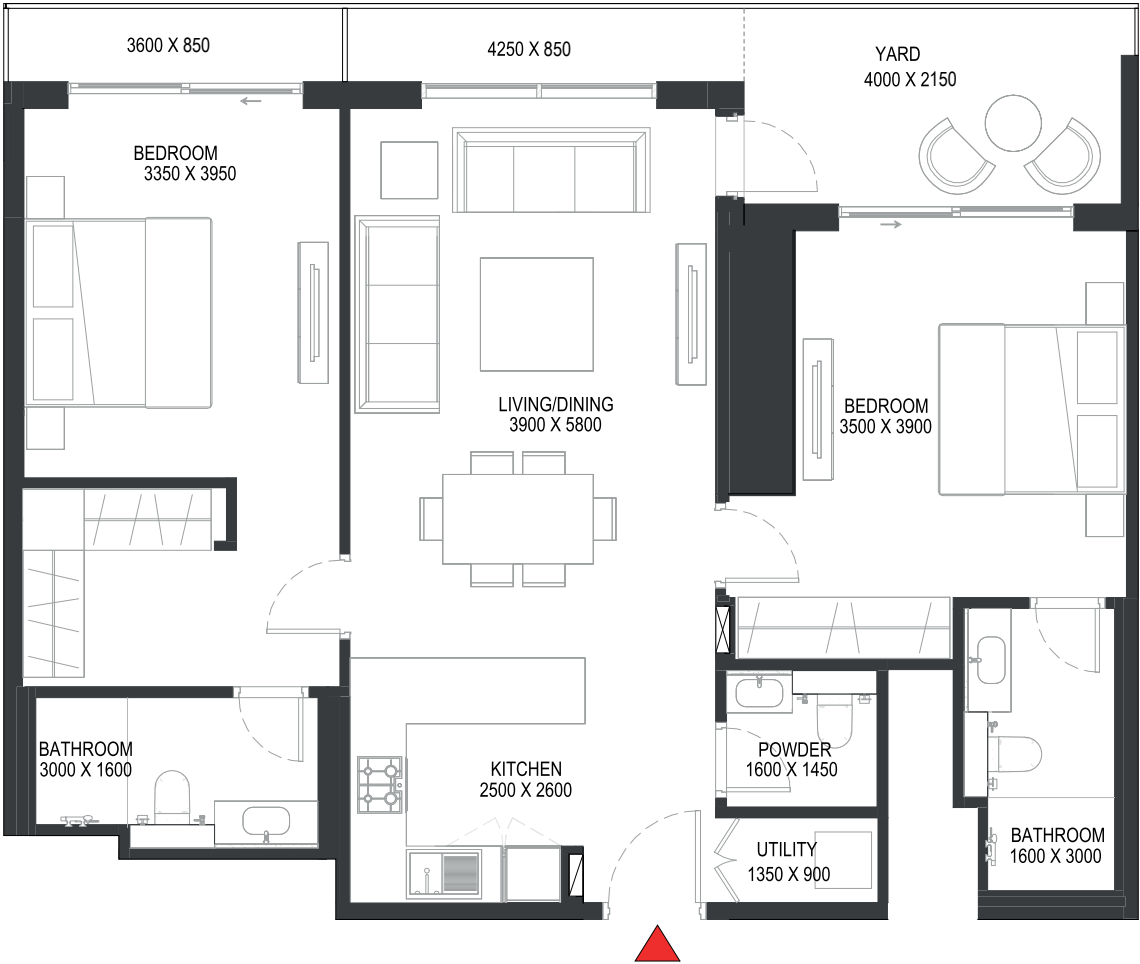 3600 X 850
4250 X 850
YARD
4000 X 2150
BEDROOM
3350 X 3950
LIVING/DINING
3900 X 5800
BEDROOM
3500 X 3900
BATHROOM
3000 X 1600
KITCHEN
2500 X 2600
POWDER
1600 X 1450
UTILITY
1350 X 900
BATHROOM
1600 X 3000